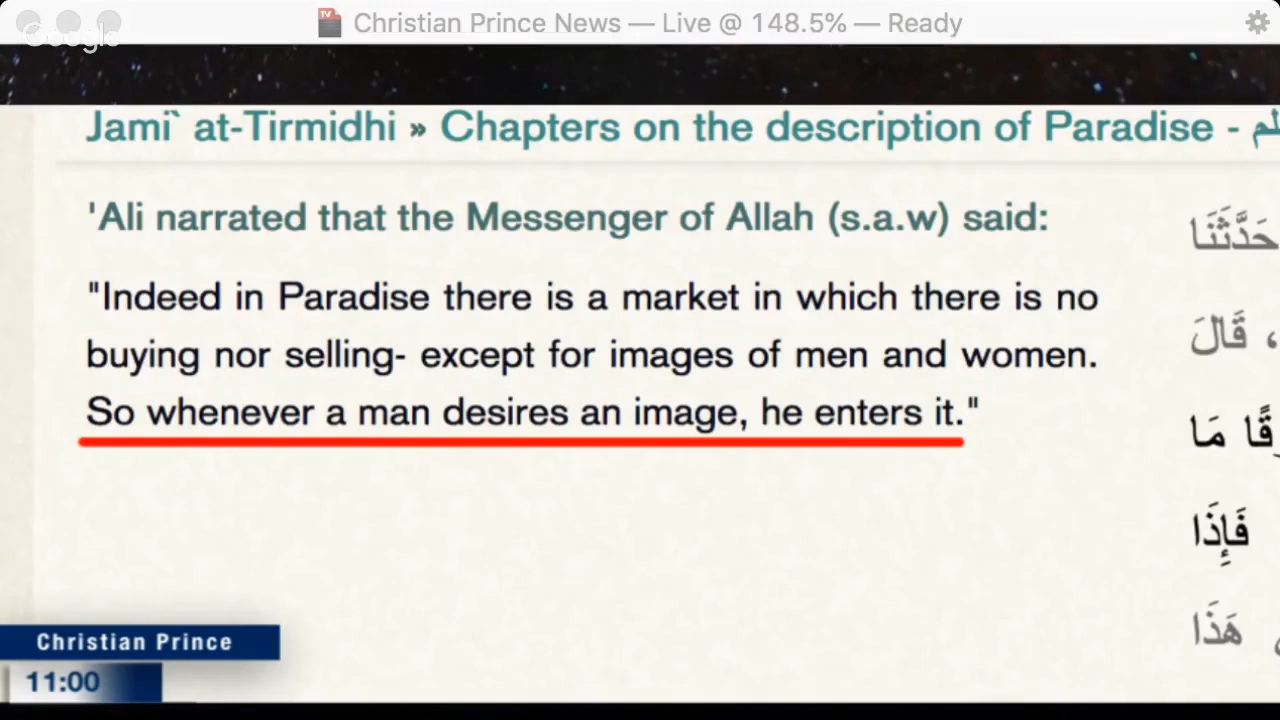 Christian Prince News — Live @ 148.5% — Ready
Google
Jami` at-Tirmidhi » Chapters on the description of Paradise -
'Ali narrated that the Messenger of Allah (s.a.w) said:
حَدَّثَنَا
"Indeed in Paradise there is a market in which there is no
، قَالَ
buying nor selling- except for images of men and women.
So whenever a man desires an image, he enters it."
مَا
فَإِذَا
هَذَا
Christian Prince
11:00